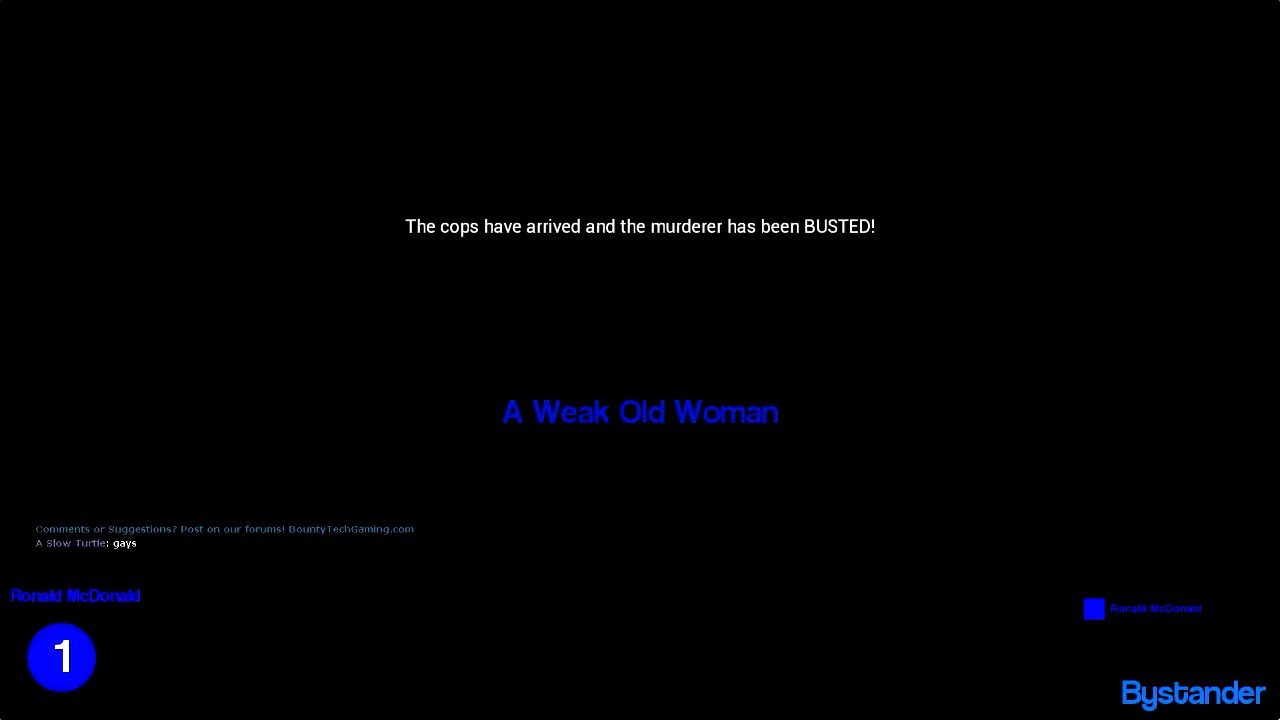 The cops have arrived and the murderer has been BUSTED!
A Weak Old Woman
Comments or Suggestions? Post on our forums! BountyTechGaming.com
A Slow Turtle: gays
Ronald McDonald
Ronald McDonald
1
Bystander